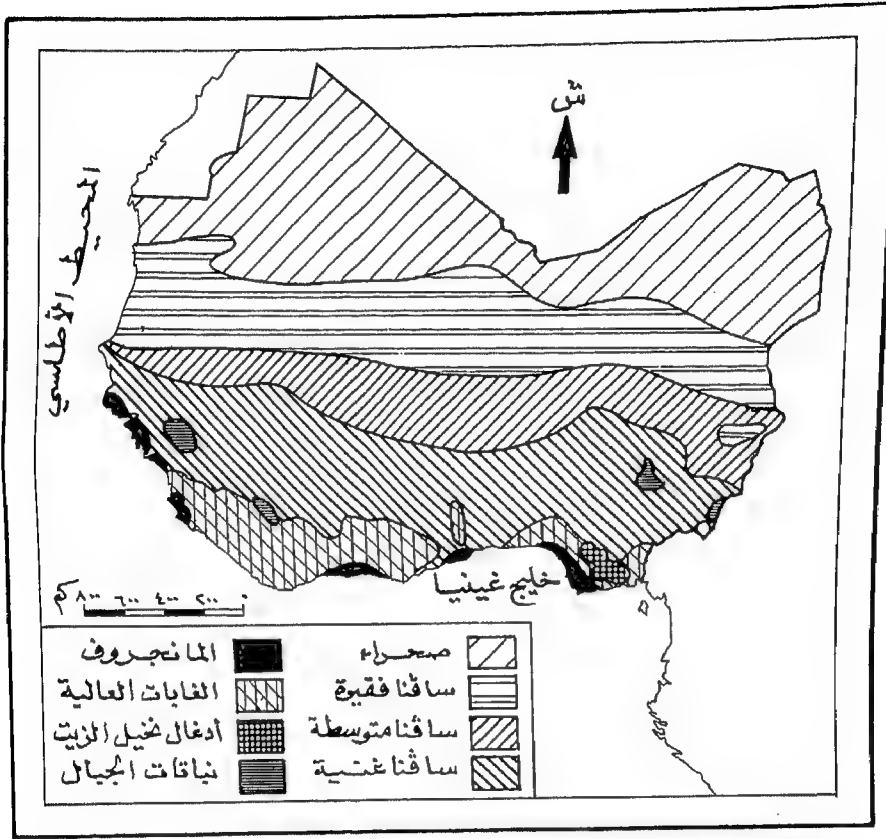 ش
المحيط الأطلسي
خليج غينيا
٠ ٢٠٠ ٤٠٠ ٦٠٠ ٨٠٠ كم
صحراء
سافنا فقيرة
سافنا متوسطة
سافنا غنية
المانجروف
الغابات العالية
أدغال نخيل الزيت
نباتات الجبال